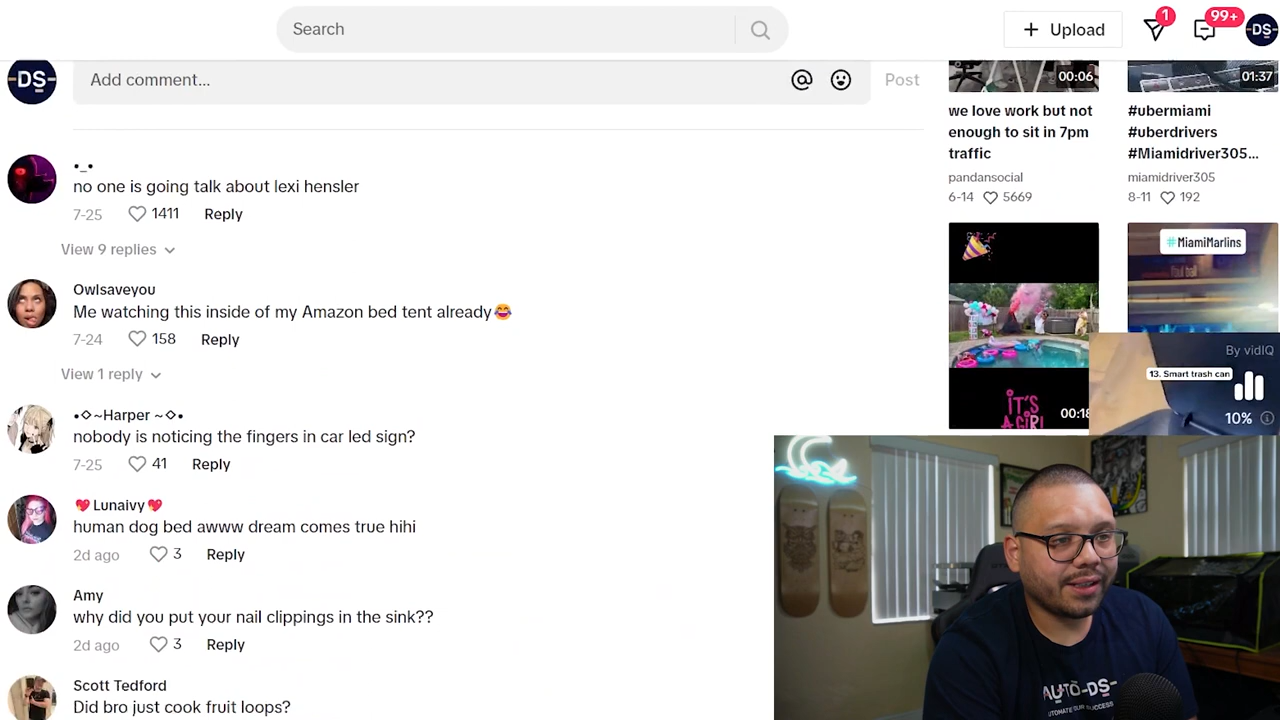 Search
Upload
1
99+
-DS-
-DS-
Add comment...
Post
•_•
no one is going talk about lexi hensler
7-25
1411
Reply
View 9 replies
Owlsaveyou
Me watching this inside of my Amazon bed tent already😂
7-24
158
Reply
View 1 reply
•◇~Harper ~◇•
nobody is noticing the fingers in car led sign?
7-25
41
Reply
💖Lunaivy💖
human dog bed awww dream comes true hihi
2d ago
3
Reply
Amy
why did you put your nail clippings in the sink??
2d ago
3
Reply
Scott Tedford
Did bro just cook fruit loops?
00:06
we love work but not
enough to sit in 7pm
traffic
pandansocial
6-14
5669
01:37
#ubermiami
#uberdrivers
#Miamidriver305...
miamidriver305
8-11
192
IT'S
A GIRL
00:18
#MiamiMarlins
By vidIQ
13. Smart trash can
10%
AUTO-DS-